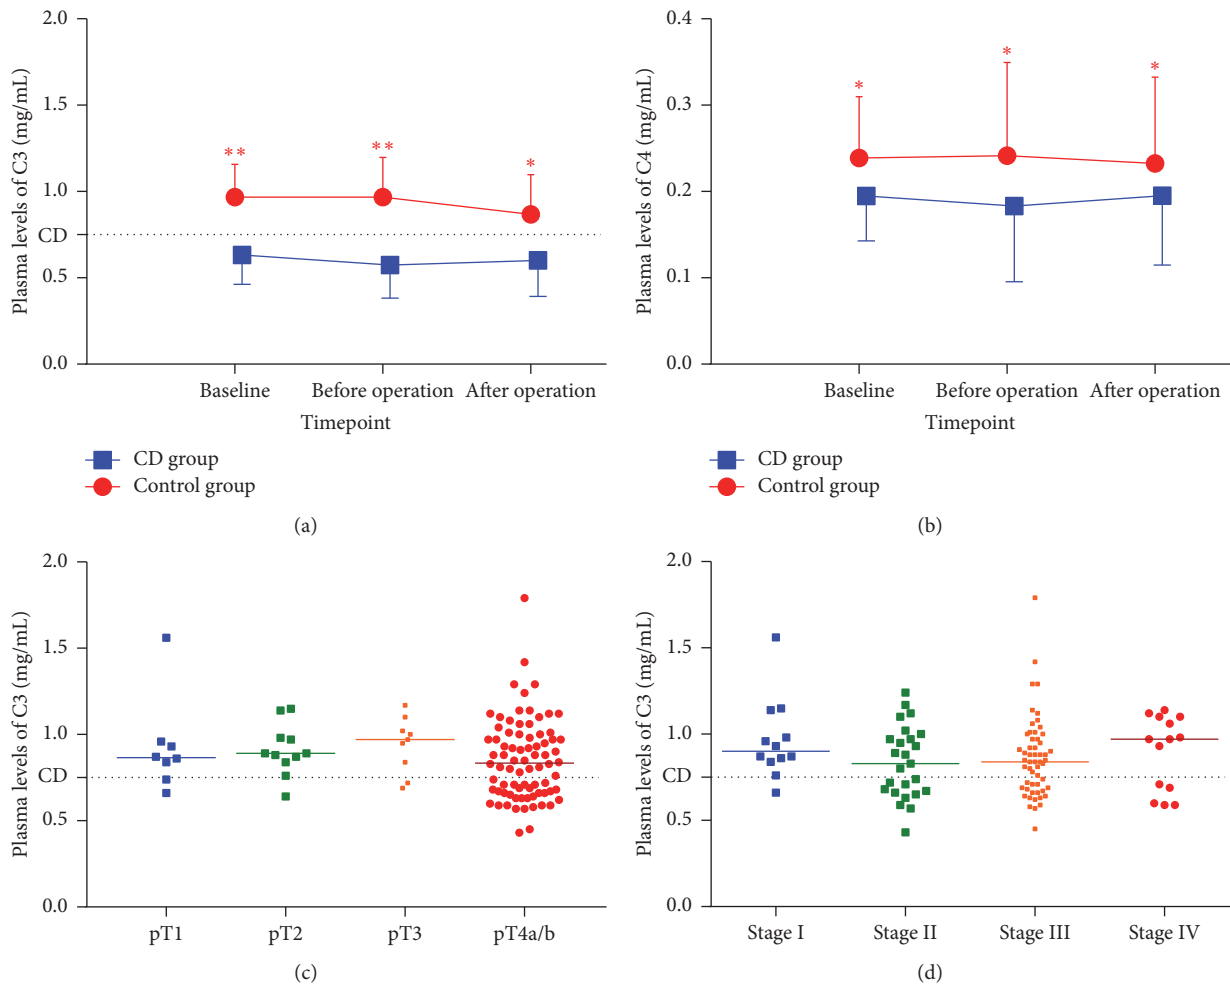 Plasma levels of C3 (mg/mL)
2.0
1.5
1.0
CD
0.5
0.0
** ** *
Baseline Before operation After operation
Timepoint
CD group
Control group
(a)
Plasma levels of C4 (mg/mL)
0.4
0.3
0.2
0.1
0.0
* * *
Baseline Before operation After operation
Timepoint
CD group
Control group
(b)
Plasma levels of C3 (mg/mL)
2.0
1.5
1.0
CD
0.5
0.0
pT1 pT2 pT3 pT4a/b
(c)
Plasma levels of C3 (mg/mL)
2.0
1.5
1.0
CD
0.5
0.0
Stage I Stage II Stage III Stage IV
(d)